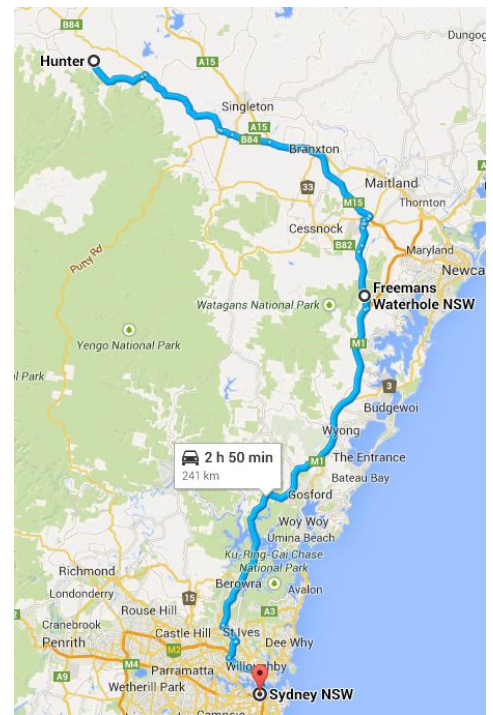 Dungog
B84
Hunter
A15
Singleton
A15
B84
Branxton
M15
Maitland
33
Thornton
Cessnock
B82
Maryland
Putty Rd
Newca
Freemans
Waterhole NSW
Watagans National Park
Yengo National Park
M1
al Park
3
Budgewoi
Wyong
2 h 50 min
241 km
M1
The Entrance
Bateau Bay
Gosford
Woy Woy
Umina Beach
Ku-Ring-Gai Chase
National Park
Richmond
Berowra
Avalon
Londonderry
15
A3
Rouse Hill
Cranebrook
Castle Hill
St Ives
Dee Why
Penrith
M2
M4
Willoughby
Parramatta
A9
Wetherill Park
Sydney NSW